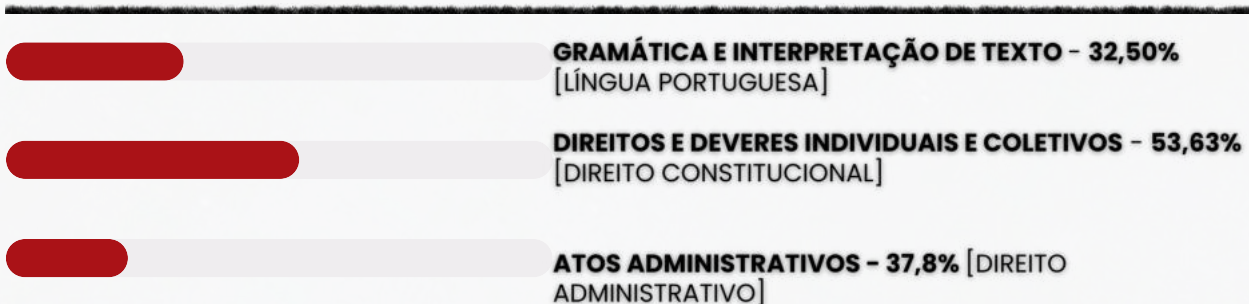 GRAMÁTICA E INTERPRETAÇÃO DE TEXTO - 32,50%
[LÍNGUA PORTUGUESA]
DIREITOS E DEVERES INDIVIDUAIS E COLETIVOS - 53,63%
[DIREITO CONSTITUCIONAL]
ATOS ADMINISTRATIVOS - 37,8% [DIREITO
ADMINISTRATIVO]